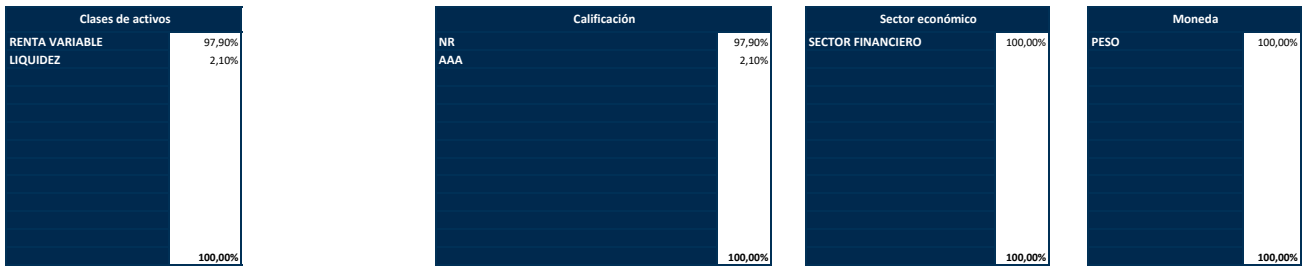 Clases de activos
RENTA VARIABLE 97,90%
LIQUIDEZ 2,10%
100,00%
Calificación
NR 97,90%
AAA 2,10%
100,00%
Sector económico
SECTOR FINANCIERO 100,00%
100,00%
Moneda
PESO 100,00%
100,00%